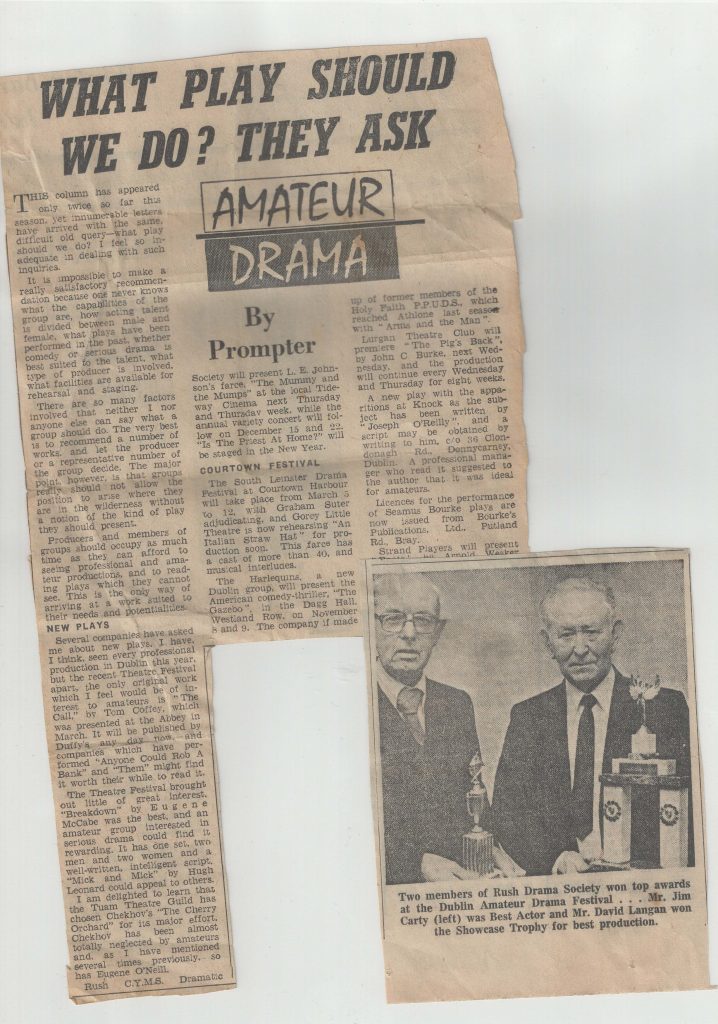 WHAT PLAY SHOULD
WE DO? THEY ASK
AMATEUR
DRAMA
By
Prompter
THIS column has appeared
only twice so far this
season, yet innumerable letters
have arrived with the same,
difficult old query—what play
should we do? I feel so in-
adequate in dealing with such
inquiries.
It is impossible to make a
really satisfactory recommen-
dation because one never knows
what the capabilities of the
group are, how acting talent
is divided between male and
female, what plays have been
performed in the past, whether
comedy or serious drama is
best suited to the talent, what
type of producer is involved,
what facilities are available for
rehearsal and staging.
There are so many factors
involved that neither I nor
anyone else can say what a
group should do. The very best
is to recommend a number of
works, and let the producer
or a representative number of
the group decide. The major
point, however, is that groups
really should not allow the
position to arise where they
are in the wilderness without
a notion of the kind of play
they should present.
Producers and members of
groups should occupy as much
time as they can afford to
seeing professional and ama-
teur productions, and to read-
ing plays which they cannot
see. This is the only way of
arriving at a work suited to
their needs and potentialities.
NEW PLAYS
Several companies have asked
me about new plays. I have,
I think, seen every professional
production in Dublin this year,
but the recent Theatre Festival
apart, the only original work
which I feel would be of in-
terest to amateurs is "The
Call," by Tom Coffey, which
was presented at the Abbey in
March. It will be published by
Duffy's any day now, and
companies which have per-
formed "Anyone Could Rob A
Bank" and "Them" might find
it worth their while to read it.
The Theatre Festival brought
out little of great interest.
"Breakdown" by Eugene
McCabe was the best, and an
amateur group interested in
serious drama could find it
rewarding. It has one set, two
men and two women and a
well-written, intelligent script.
"Mick and Mick" by Hugh
Leonard could appeal to others.
I am delighted to learn that
the Tuam Theatre Guild has
chosen Chekhov's "The Cherry
Orchard" for its major effort.
Chekhov has been almost
totally neglected by amateurs
and, as I have mentioned
several times previously, so
has Eugene O'Neill.
Rush C.Y.M.S. Dramatic
Society will present L. E. John-
son's farce, "The Mummy and
the Mumps" at the local Tide-
way Cinema next Thursday
and Thursday week, while the
annual variety concert will fol-
low on December 15 and 22.
"Is The Priest At Home?" will
be staged in the New Year.
COURTOWN FESTIVAL
The South Leinster Drama
Festival at Courtown Harbour
will take place from March 5
to 12, with Graham Suter
adjudicating, and Gorey Little
Theatre is now rehearsing "An
Italian Straw Hat" for pro-
duction soon. This farce has
a cast of more than 40, and
musical interludes.
The Harlequins, a new
Dublin group, will present the
American comedy-thriller, "The
Gazebo", in the Dagg Hall,
Westland Row, on November
8 and 9. The company if made
up of former members of the
Holy Faith P.P.U.D.S., which
reached Athlone last season
with "Arms and the Man".
Lurgan Theatre Club will
premiere "The Pig's Back",
by John C. Burke, next Wed-
nesday, and the production
will continue every Wednesday
and Thursday for eight weeks.
A new play with the appa-
ritions at Knock as the sub-
ject has been written by
"Joseph O'Reilly", and a
script may be obtained by
writing to him, c/o 36 Clon-
donagh Rd., Donnycarney,
Dublin. A professional mana-
ger who read it suggested to
the author that it was ideal
for amateurs.
Licences for the performance
of Seamus Bourke plays are
now issued from Bourke's
Publications, Ltd., Putland
Rd., Bray.
Strand Players will present
by Arnold Wesker
Two members of Rush Drama Society won top awards
at the Dublin Amateur Drama Festival . . . Mr. Jim
Carty (left) was Best Actor and Mr. David Langan won
the Showcase Trophy for best production.